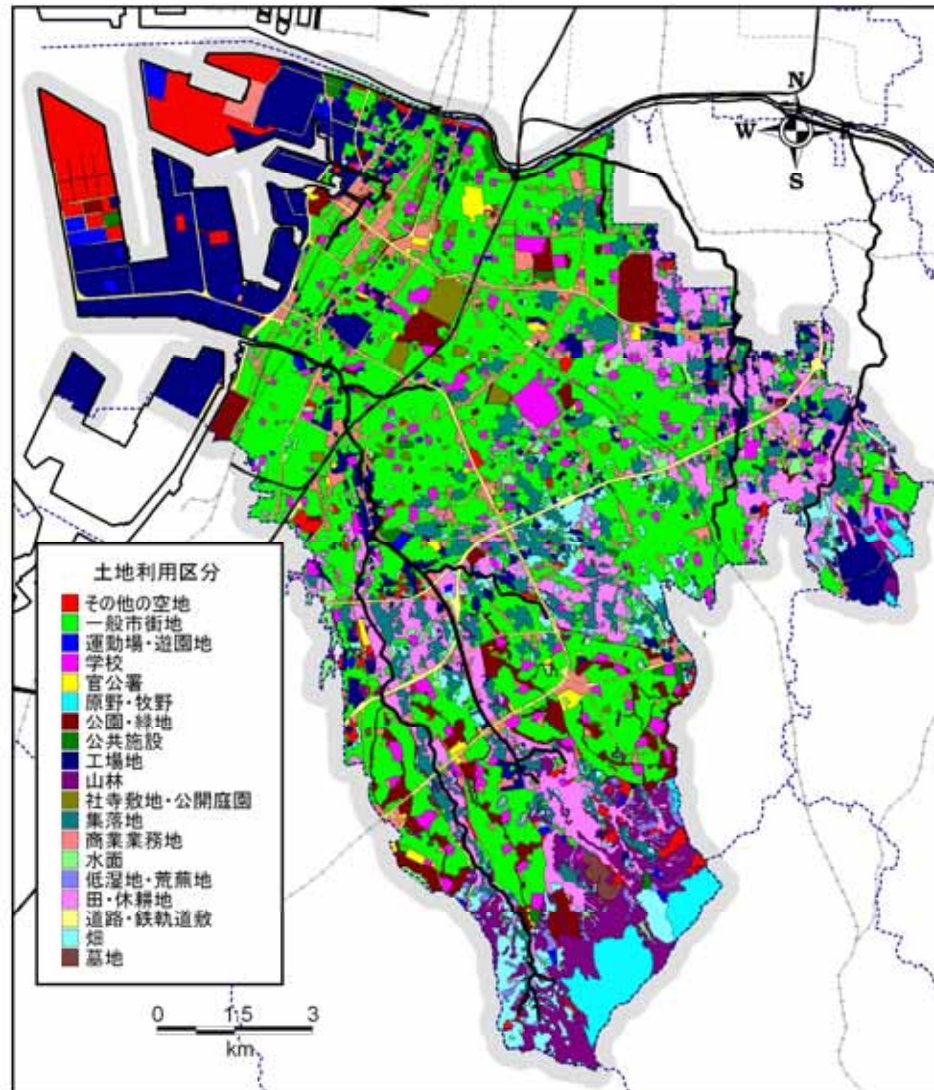 N
W
S
土地利用区分
その他の空地
一般市街地
運動場・遊園地
学校
官公署
原野・牧野
公園・緑地
公共施設
工場地
山林
社寺敷地・公開庭園
集落地
商業業務地
水面
低湿地・荒蕪地
田・休耕地
道路・鉄軌道敷
畑
墓地
0 1.5 3
km